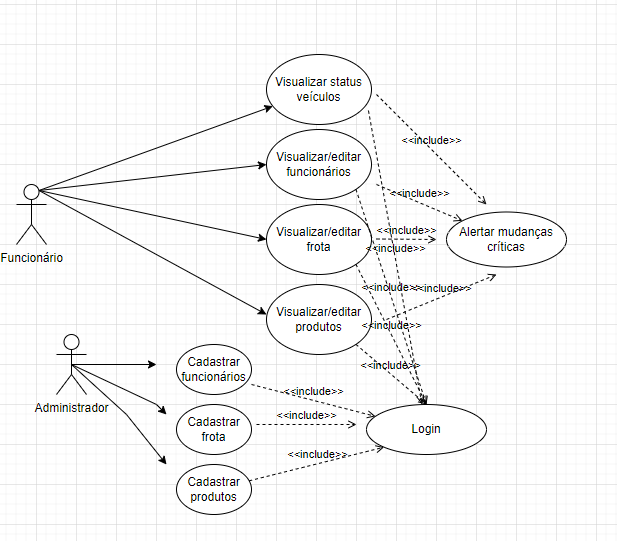 Visualizar status
veículos
<<include>>
Visualizar/editar
funcionários
<<include>>
Funcionário
Visualizar/editar
frota
<<include>>
<<include>>
Alertar mudanças
críticas
Visualizar/editar
produtos
<<include>>
<<include>>
<<include>>
Administrador
Cadastrar
funcionários
<<include>>
<<include>>
Cadastrar
frota
<<include>>
Login
Cadastrar
produtos
<<include>>